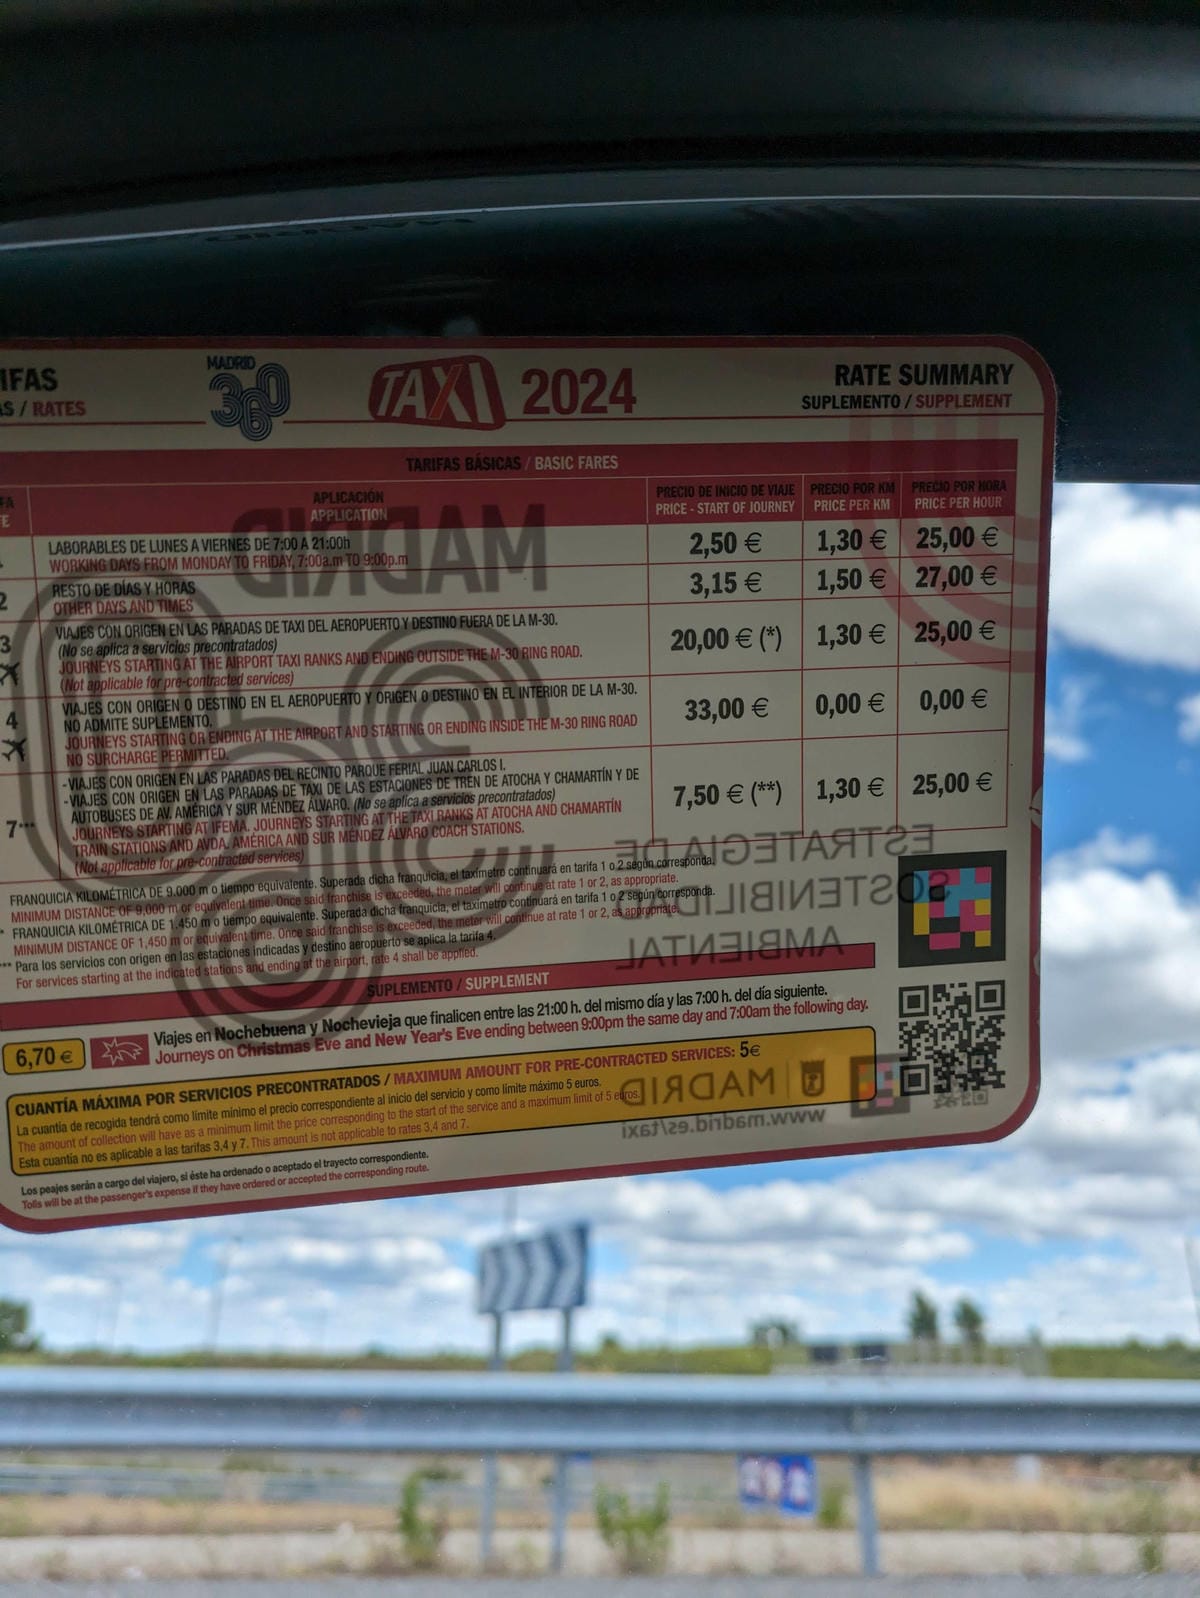 IFAS
AS / RATES
MADRID
360
TAXI 2024
RATE SUMMARY
SUPLEMENTO / SUPPLEMENT
TARIFAS BÁSICAS / BASIC FARES
FA
E
APLICACIÓN
APPLICATION
PRECIO DE INICIO DE VIAJE
PRICE - START OF JOURNEY
PRECIO POR KM
PRICE PER KM
PRECIO POR HORA
PRICE PER HOUR
LABORABLES DE LUNES A VIERNES DE 7:00 A 21:00h
WORKING DAYS FROM MONDAY TO FRIDAY, 7:00a.m TO 9:00p.m
2,50 € 1,30 € 25,00 €
2
RESTO DE DÍAS Y HORAS
OTHER DAYS AND TIMES
3,15 € 1,50 € 27,00 €
3
VIAJES CON ORIGEN EN LAS PARADAS DE TAXI DEL AEROPUERTO Y DESTINO FUERA DE LA M-30.
(No se aplica a servicios precontratados)
JOURNEYS STARTING AT THE AIRPORT TAXI RANKS AND ENDING OUTSIDE THE M-30 RING ROAD.
(Not applicable for pre-contracted services)
20,00 € (*) 1,30 € 25,00 €
4
VIAJES CON ORIGEN O DESTINO EN EL AEROPUERTO Y ORIGEN O DESTINO EN EL INTERIOR DE LA M-30.
NO ADMITE SUPLEMENTO.
JOURNEYS STARTING OR ENDING AT THE AIRPORT AND STARTING OR ENDING INSIDE THE M-30 RING ROAD
NO SURCHARGE PERMITTED.
33,00 € 0,00 € 0,00 €
7***
-VIAJES CON ORIGEN EN LAS PARADAS DEL RECINTO PARQUE FERIAL JUAN CARLOS I.
-VIAJES CON ORIGEN EN LAS PARADAS DE TAXI DE LAS ESTACIONES DE TREN DE ATOCHA Y CHAMARTÍN Y DE
AUTOBUSES DE AV. AMÉRICA Y SUR MÉNDEZ ÁLVARO. (No se aplica a servicios precontratados)
JOURNEYS STARTING AT IFEMA. JOURNEYS STARTING AT THE TAXI RANKS AT ATOCHA AND CHAMARTÍN
TRAIN STATIONS AND AVDA. AMÉRICA AND SUR MÉNDEZ ÁLVARO COACH STATIONS.
(Not applicable for pre-contracted services)
7,50 € (**) 1,30 € 25,00 €
FRANQUICIA KILOMÉTRICA DE 9.000 m o tiempo equivalente. Superada dicha franquicia, el taxímetro continuará en tarifa 1 o 2 según corresponda.
MINIMUM DISTANCE OF 9,000 m or equivalent time. Once said franchise is exceeded, the meter will continue at rate 1 or 2, as appropriate.
* FRANQUICIA KILOMÉTRICA DE 1.450 m o tiempo equivalente. Superada dicha franquicia, el taxímetro continuará en tarifa 1 o 2 según corresponda.
MINIMUM DISTANCE OF 1,450 m or equivalent time. Once said franchise is exceeded, the meter will continue at rate 1 or 2, as appropriate.
*** Para los servicios con origen en las estaciones indicadas y destino aeropuerto se aplica la tarifa 4.
For services starting at the indicated stations and ending at the airport, rate 4 shall be applied.
SUPLEMENTO / SUPPLEMENT
6,70 €
Viajes en Nochebuena y Nochevieja que finalicen entre las 21:00 h. del mismo día y las 7:00 h. del día siguiente.
Journeys on Christmas Eve and New Year's Eve ending between 9:00pm the same day and 7:00am the following day.
CUANTÍA MÁXIMA POR SERVICIOS PRECONTRATADOS / MAXIMUM AMOUNT FOR PRE-CONTRACTED SERVICES: 5€
La cuantía de recogida tendrá como límite mínimo el precio correspondiente al inicio del servicio y como límite máximo 5 euros.
The amount of collection will have as a minimum limit the price corresponding to the start of the service and a maximum limit of 5 euros.
Esta cuantía no es aplicable a las tarifas 3,4 y 7. This amount is not applicable to rates 3,4 and 7.
Los peajes serán a cargo del viajero, si éste ha ordenado o aceptado el trayecto correspondiente.
Tolls will be at the passenger's expense if they have ordered or accepted the corresponding route.
MADRID
ESTRATEGIA DE
SOSTENIBILIDAD
AMBIENTAL
MADRID
www.madrid.es/taxi